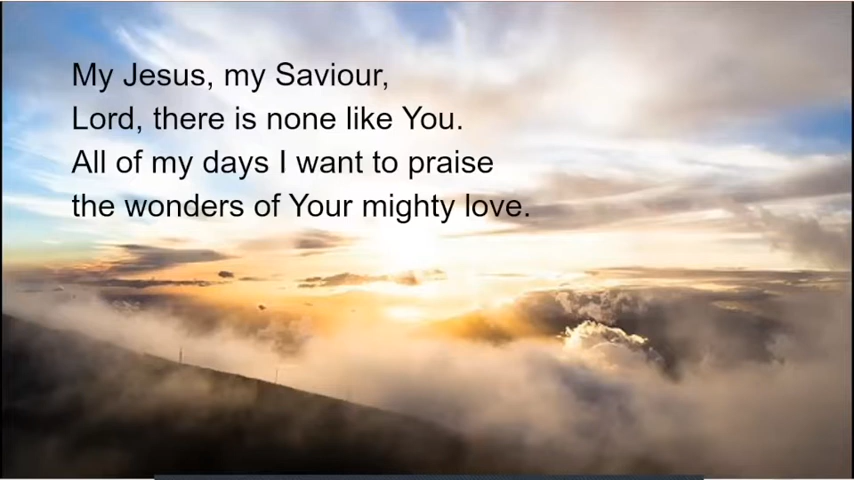 My Jesus, my Saviour,
Lord, there is none like You.
All of my days I want to praise
the wonders of Your mighty love.